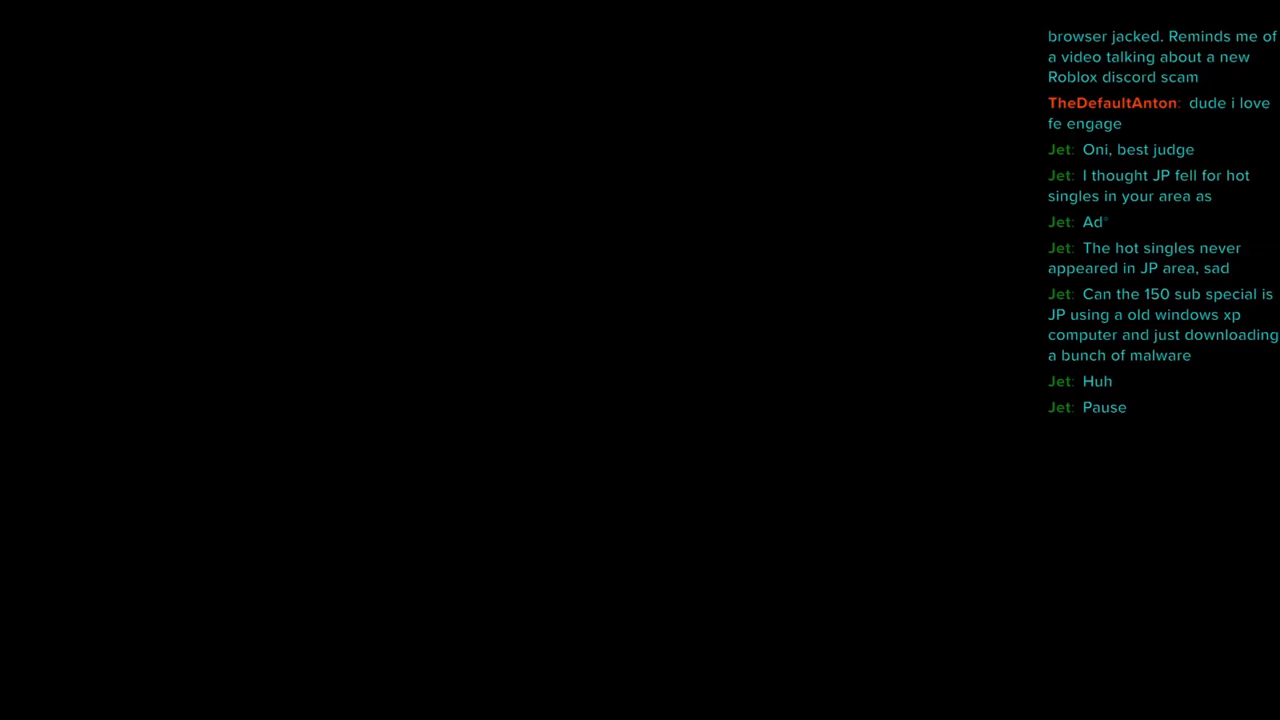 browser jacked. Reminds me of
a video talking about a new
Roblox discord scam
TheDefaultAnton: dude i love
fe engage
Jet: Oni, best judge
Jet: I thought JP fell for hot
singles in your area as
Jet: Ad*
Jet: The hot singles never
appeared in JP area, sad
Jet: Can the 150 sub special is
JP using a old windows xp
computer and just downloading
a bunch of malware
Jet: Huh
Jet: Pause